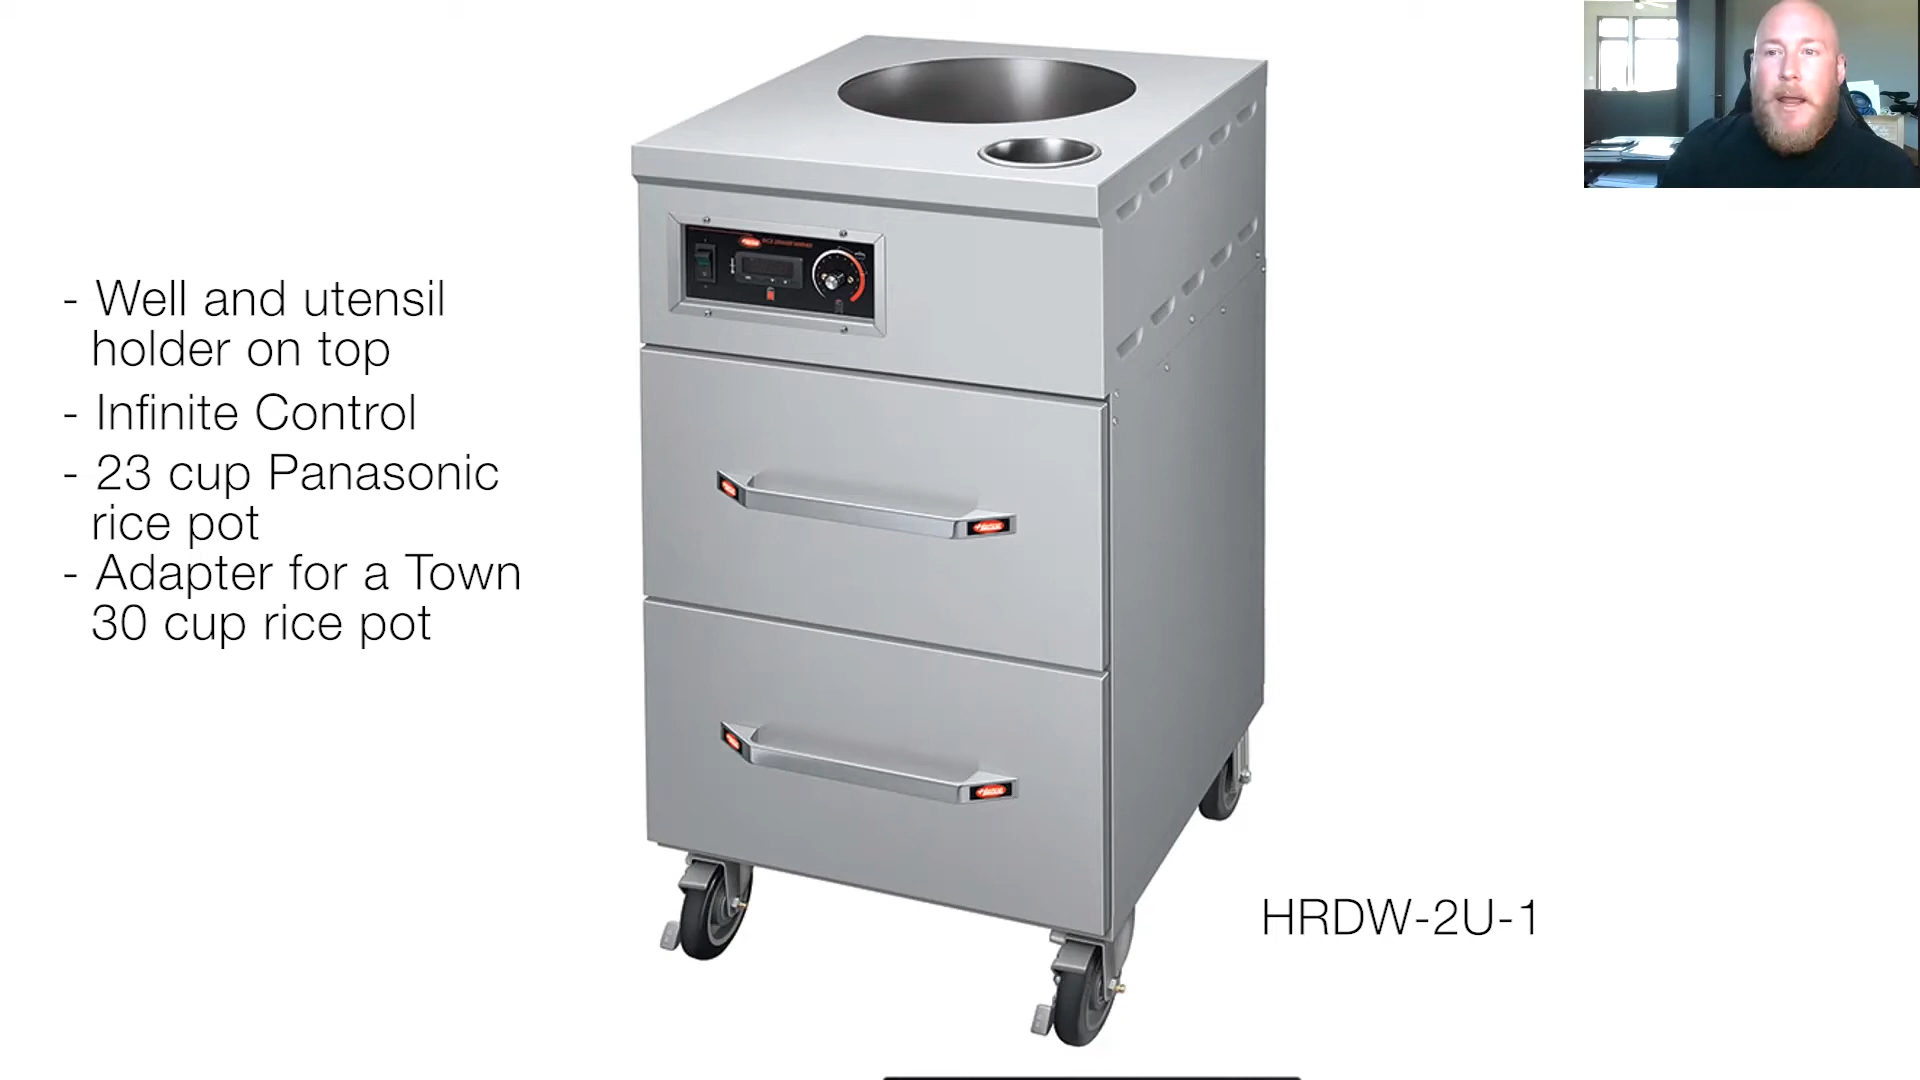 - Well and utensil
holder on top
- Infinite Control
- 23 cup Panasonic
rice pot
- Adapter for a Town
30 cup rice pot
HRDW-2U-1